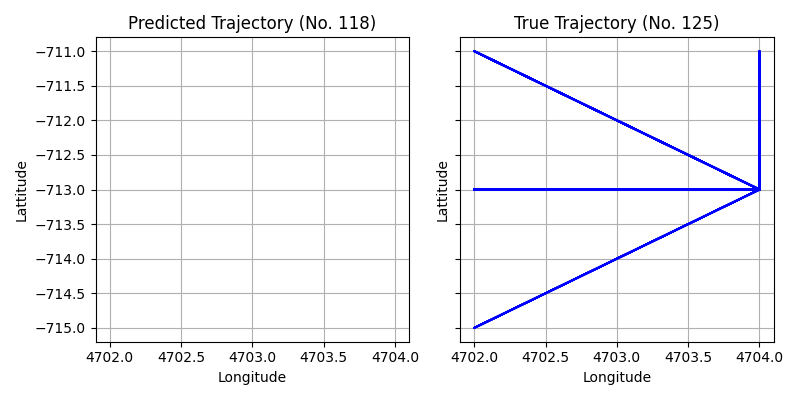 Predicted Trajectory (No. 118)
True Trajectory (No. 125)
−711.0
−711.5
−712.0
−712.5
−713.0
−713.5
−714.0
−714.5
−715.0
Lattitude
Lattitude
4702.0 4702.5 4703.0 4703.5 4704.0
4702.0 4702.5 4703.0 4703.5 4704.0
Longitude
Longitude